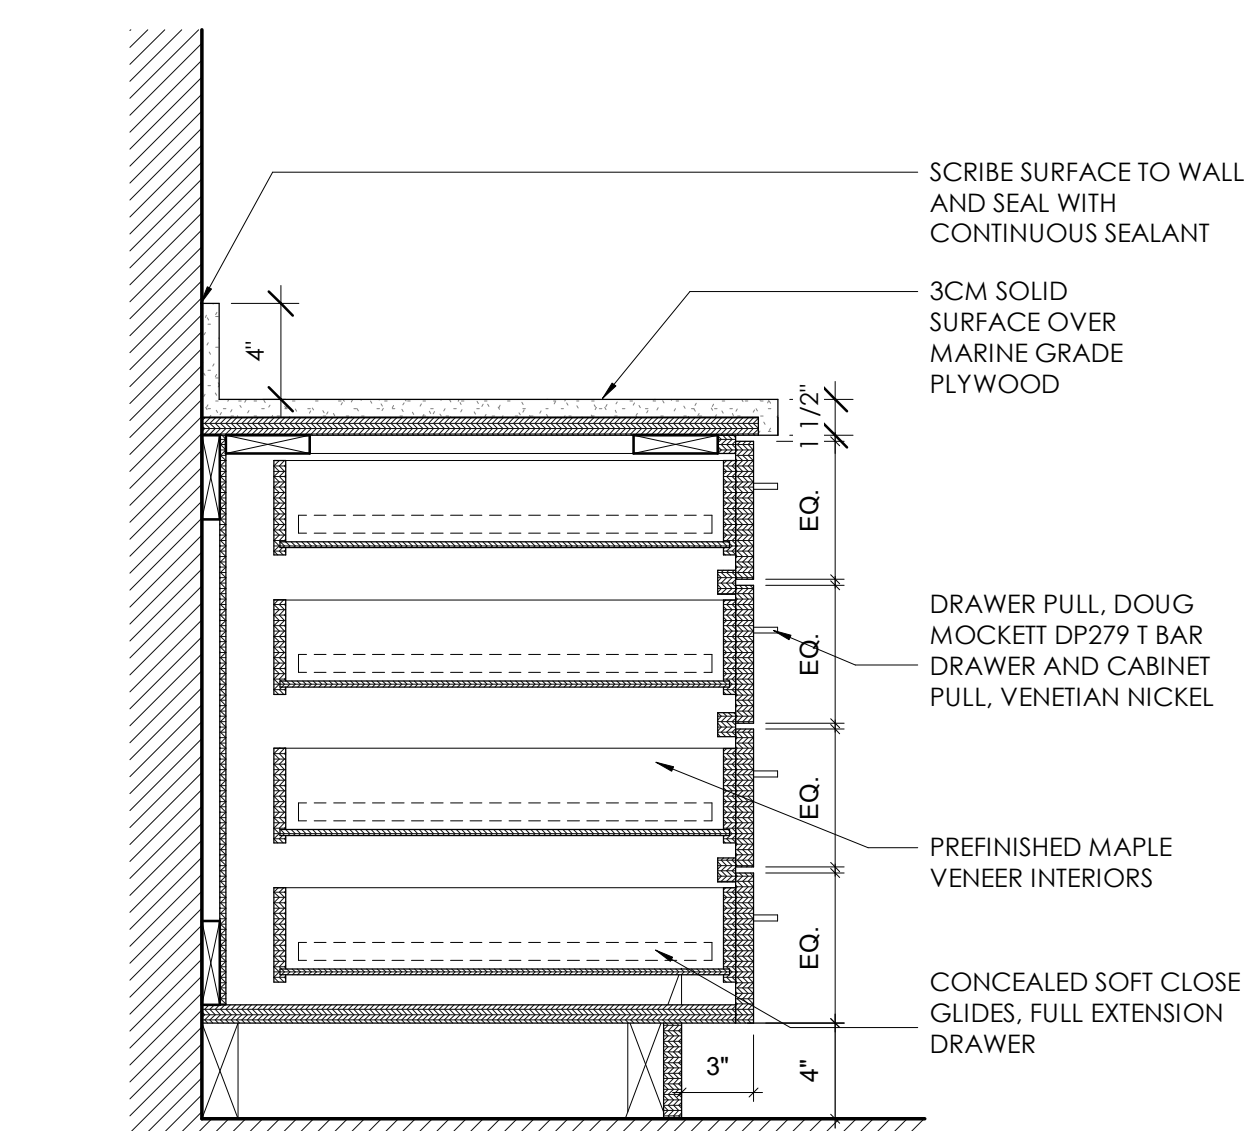 SCRIBE SURFACE TO WALL
AND SEAL WITH
CONTINUOUS SEALANT
3CM SOLID
SURFACE OVER
MARINE GRADE
PLYWOOD
4"
1 1/2"
EQ.
DRAWER PULL, DOUG
MOCKETT DP279 T BAR
DRAWER AND CABINET
PULL, VENETIAN NICKEL
EQ.
EQ.
PREFINISHED MAPLE
VENEER INTERIORS
EQ.
CONCEALED SOFT CLOSE
GLIDES, FULL EXTENSION
DRAWER
3"
4"